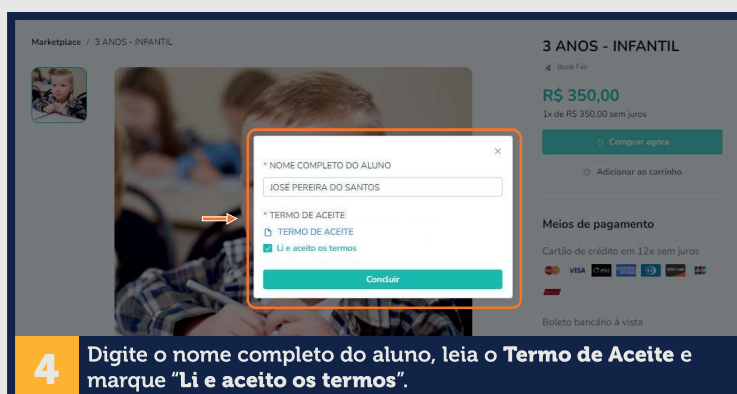 Marketplace / 3 ANOS - INFANTIL
3 ANOS - INFANTIL
Book Fair
R$ 350,00
1x de R$ 350,00 sem juros
Comprar agora
Adicionar ao carrinho
Meios de pagamento
Cartão de crédito em 12x sem juros
VISA elo
Boleto bancário à vista
×
* NOME COMPLETO DO ALUNO
JOSÉ PEREIRA DO SANTOS
* TERMO DE ACEITE
TERMO DE ACEITE
Li e aceito os termos
Concluir
4
Digite o nome completo do aluno, leia o Termo de Aceite e
marque “Li e aceito os termos”.